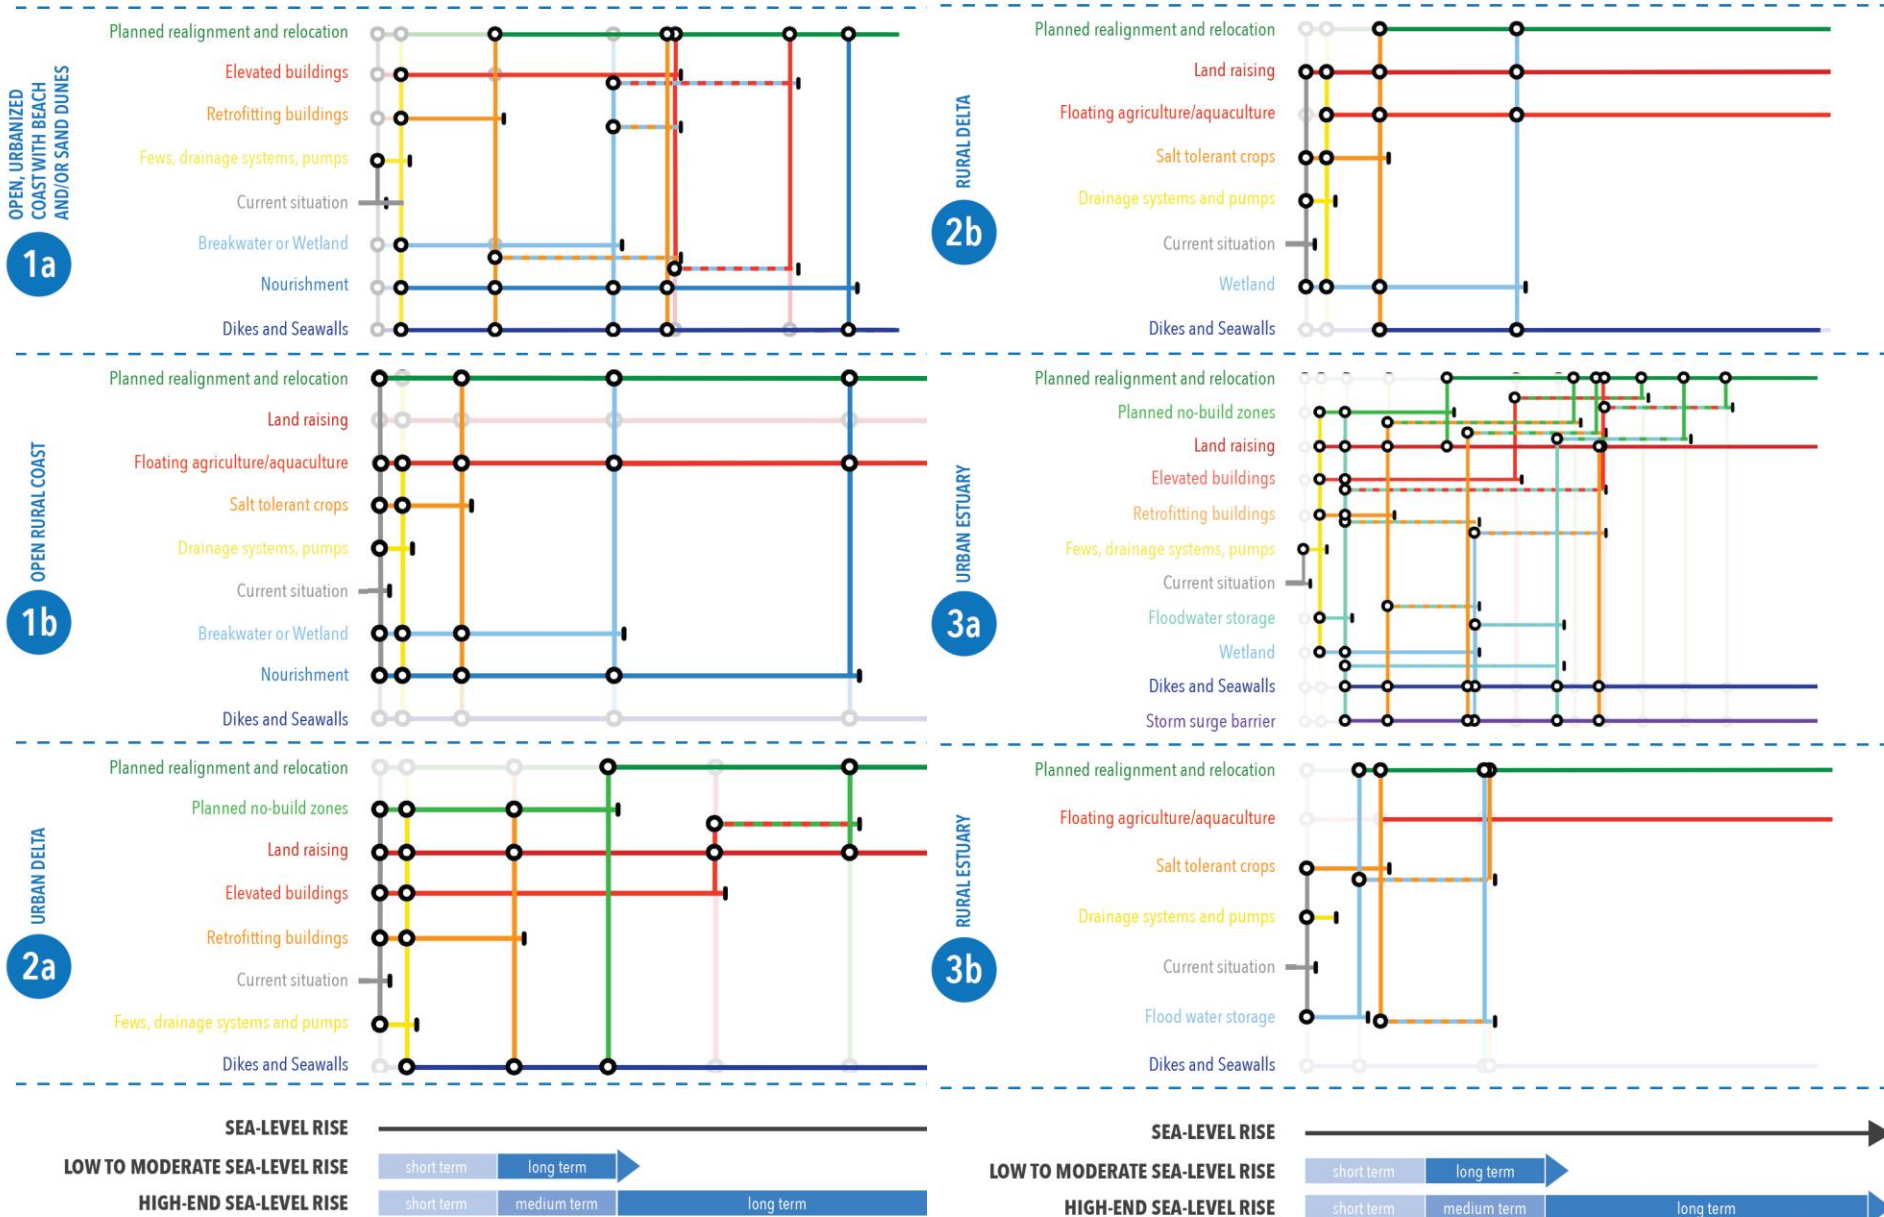 OPEN, URBANIZED
COAST WITH BEACH
AND/OR SAND DUNES
1a
Planned realignment and relocation
Elevated buildings
Retrofitting buildings
Fews, drainage systems, pumps
Current situation
Breakwater or Wetland
Nourishment
Dikes and Seawalls
OPEN RURAL COAST
1b
Planned realignment and relocation
Land raising
Floating agriculture/aquaculture
Salt tolerant crops
Drainage systems, pumps
Current situation
Breakwater or Wetland
Nourishment
Dikes and Seawalls
URBAN DELTA
2a
Planned realignment and relocation
Planned no-build zones
Land raising
Elevated buildings
Retrofitting buildings
Current situation
Fews, drainage systems and pumps
Dikes and Seawalls
SEA-LEVEL RISE
LOW TO MODERATE SEA-LEVEL RISE
short term
long term
HIGH-END SEA-LEVEL RISE
short term
medium term
long term
RURAL DELTA
2b
Planned realignment and relocation
Land raising
Floating agriculture/aquaculture
Salt tolerant crops
Drainage systems and pumps
Current situation
Wetland
Dikes and Seawalls
URBAN ESTUARY
3a
Planned realignment and relocation
Planned no-build zones
Land raising
Elevated buildings
Retrofitting buildings
Fews, drainage systems, pumps
Current situation
Floodwater storage
Wetland
Dikes and Seawalls
Storm surge barrier
RURAL ESTUARY
3b
Planned realignment and relocation
Floating agriculture/aquaculture
Salt tolerant crops
Drainage systems and pumps
Current situation
Flood water storage
Dikes and Seawalls
SEA-LEVEL RISE
LOW TO MODERATE SEA-LEVEL RISE
short term
long term
HIGH-END SEA-LEVEL RISE
short term
medium term
long term